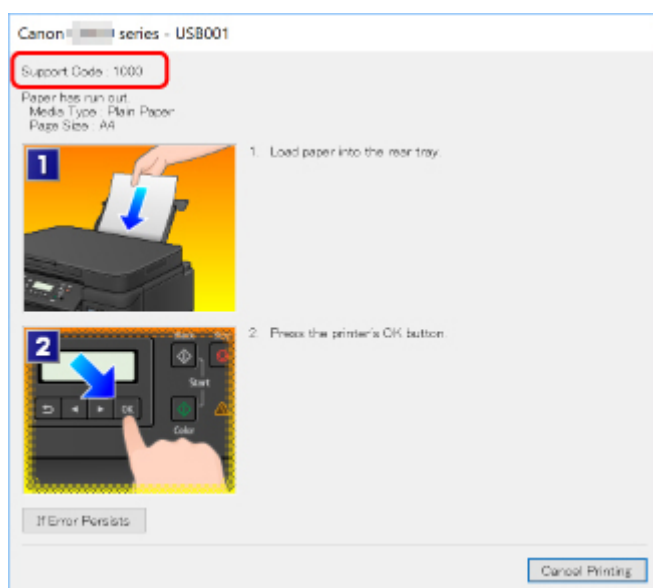 Canon series - USB001
Support Code : 1000
Paper has run out.
Media Type : Plain Paper
Page Size : A4
1
1. Load paper into the rear tray.
2
2. Press the printer's OK button.
OK
Start
Color
If Error Persists
Cancel Printing